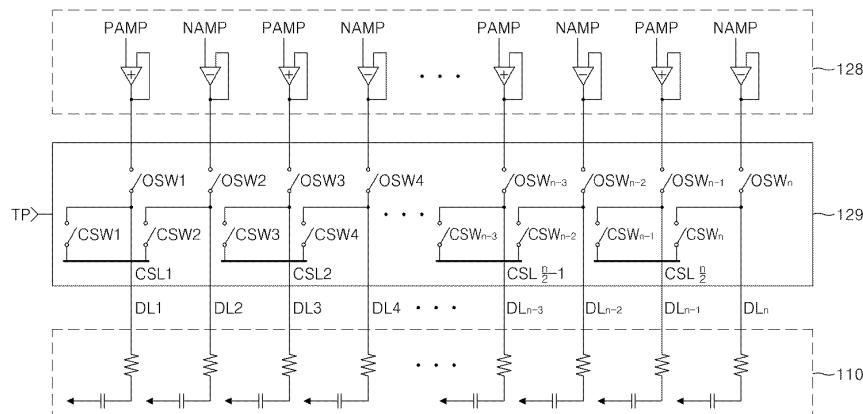 PAMP NAMP PAMP NAMP PAMP NAMP PAMP NAMP
+ − + − + − + −
128
OSW1 OSW2 OSW3 OSW4 OSWn-3 OSWn-2 OSWn-1 OSWn
TP
129
CSW1 CSW2 CSW3 CSW4 CSWn-3 CSWn-2 CSWn-1 CSWn
CSL1 CSL2 CSL n/2-1 CSL n/2
DL1 DL2 DL3 DL4 DLn-3 DLn-2 DLn-1 DLn
110